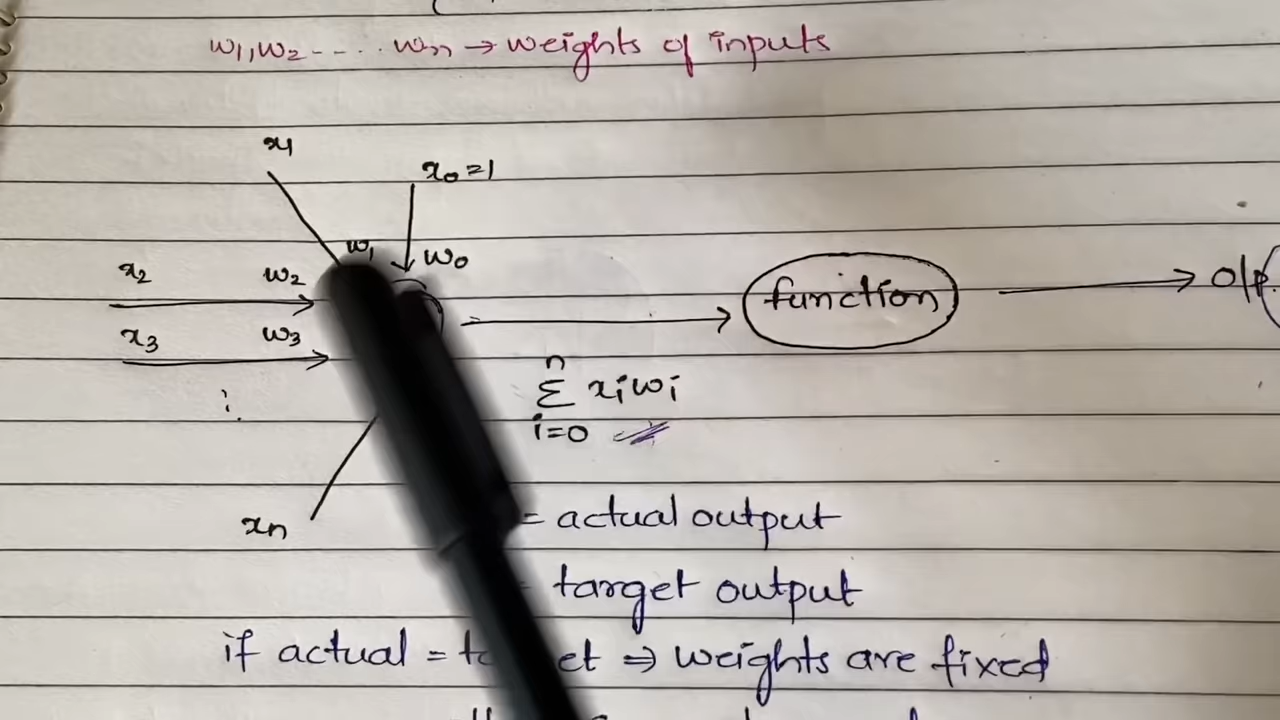 w1,w2 - - . . . . wn → weights of inputs
x1
x0=1
w1
w0
x2 w2
function
o/p.
x3 w3
n
Σ xiwi
i=0
xn
= actual output
target output
if actual = t et ⇒ weights are fixed